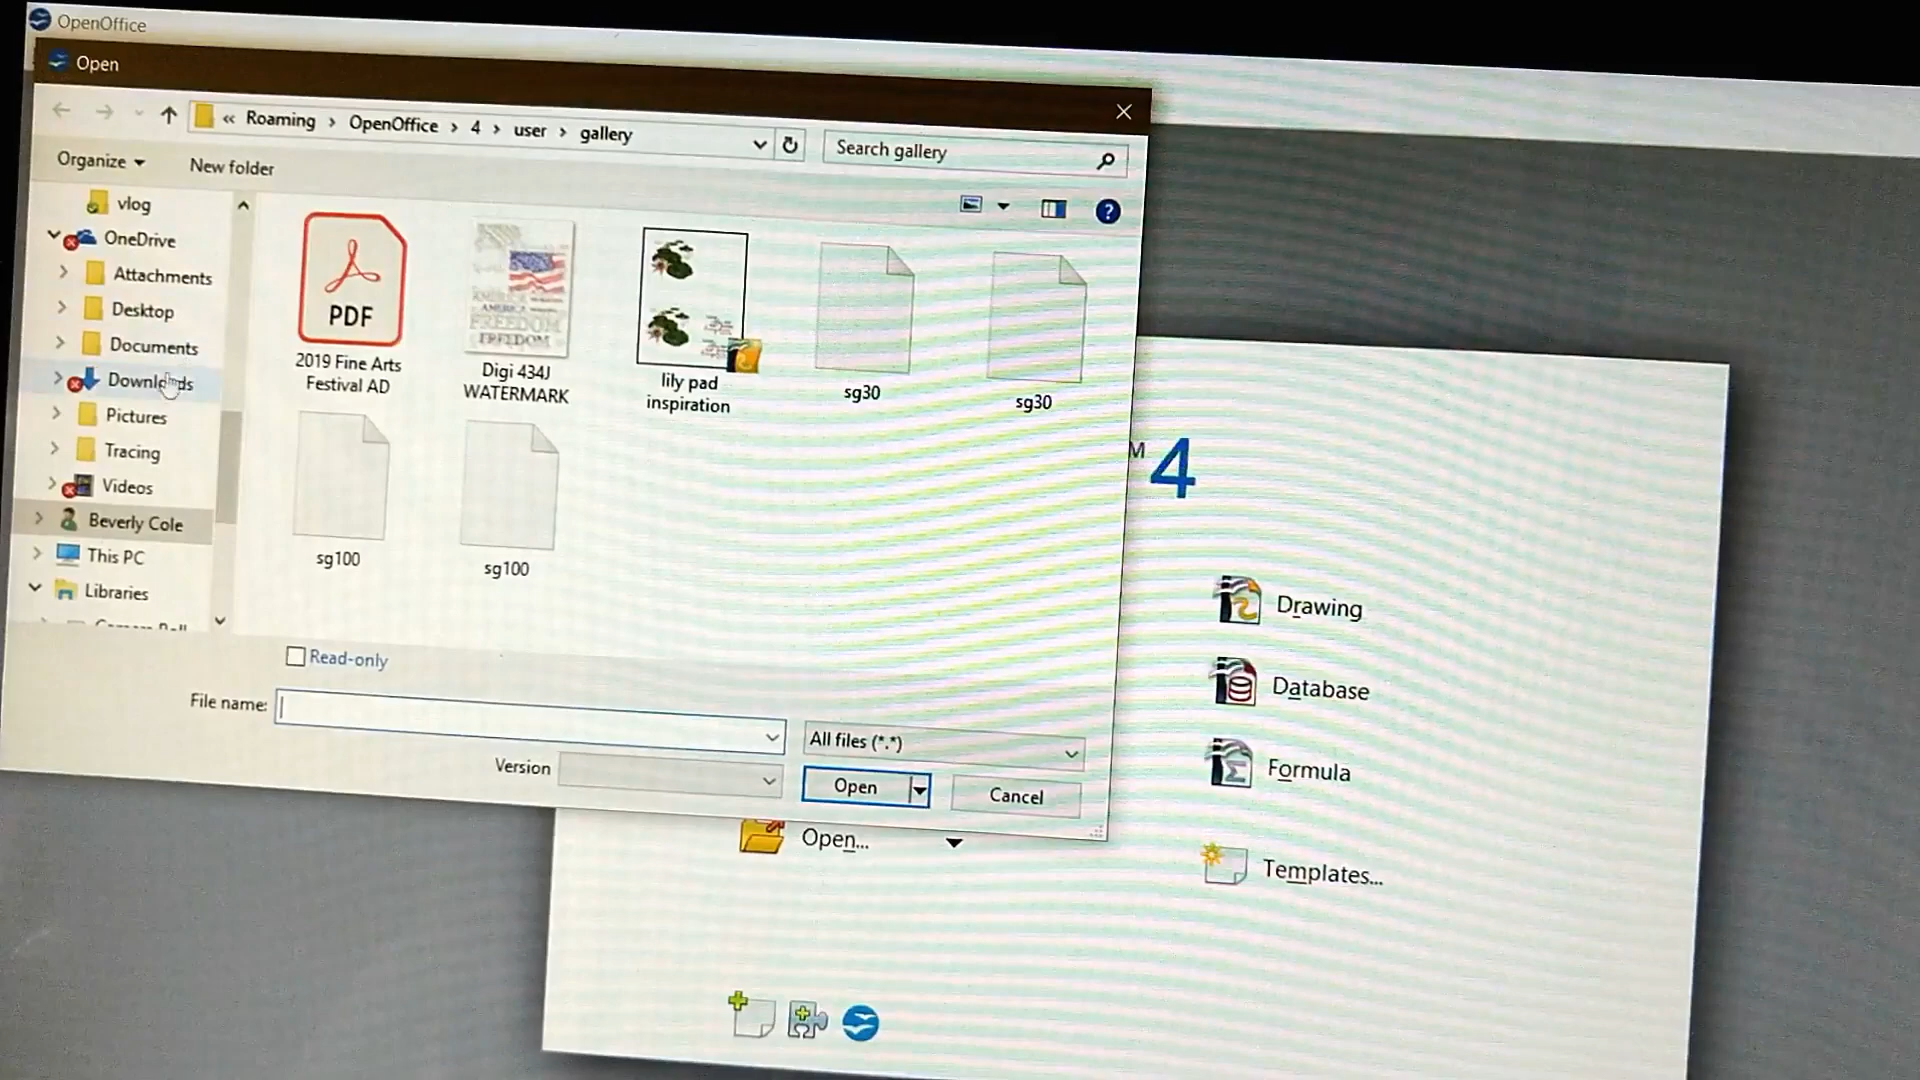 OpenOffice
Open
« Roaming › OpenOffice › 4 › user › gallery
Search gallery
Organize
New folder
vlog
OneDrive
Attachments
Desktop
Documents
Downloads
Pictures
Tracing
Videos
Beverly Cole
This PC
Libraries
PDF
2019 Fine Arts
Festival AD
AMERICA
FREEDOM
FREEDOM
Digi 434J
WATERMARK
lily pad
inspiration
sg30
sg30
sg100
sg100
Read-only
File name:
All files (*.*)
Version
Open
Cancel
M
4
Drawing
Database
Formula
Open...
Templates...